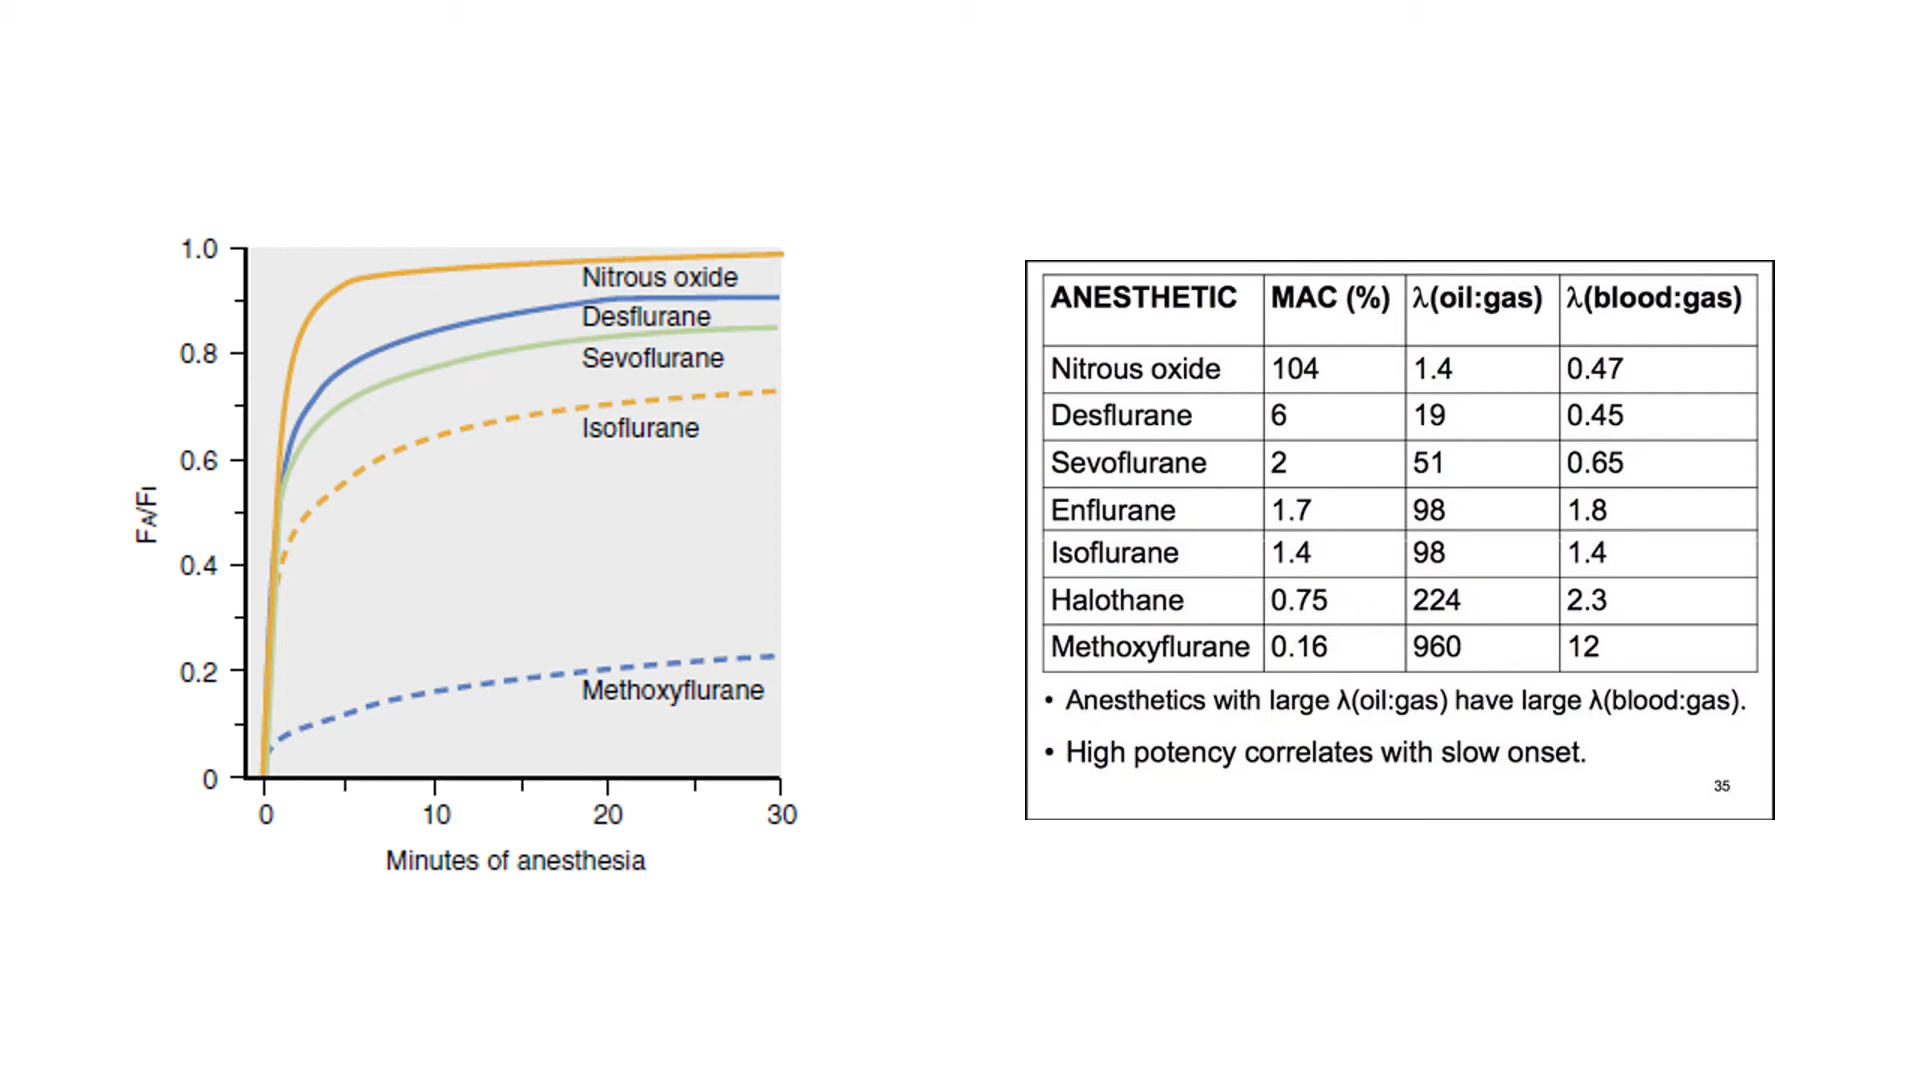 1.0
0.8
0.6
0.4
0.2
0
FA/FI
Nitrous oxide
Desflurane
Sevoflurane
Isoflurane
Methoxyflurane
0 10 20 30
Minutes of anesthesia
ANESTHETIC MAC (%) λ(oil:gas) λ(blood:gas)
Nitrous oxide 104 1.4 0.47
Desflurane 6 19 0.45
Sevoflurane 2 51 0.65
Enflurane 1.7 98 1.8
Isoflurane 1.4 98 1.4
Halothane 0.75 224 2.3
Methoxyflurane 0.16 960 12
• Anesthetics with large λ(oil:gas) have large λ(blood:gas).
• High potency correlates with slow onset.
35